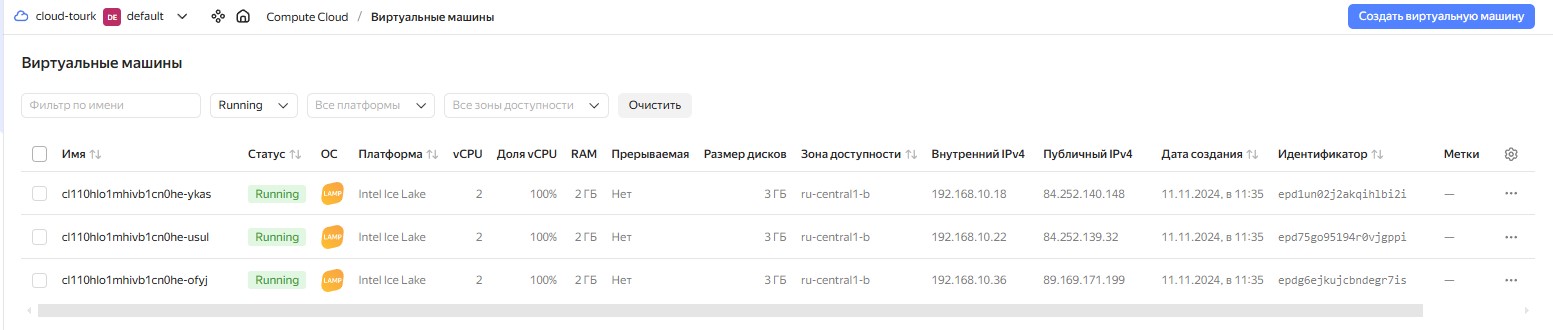 cloud-tourk DE default Compute Cloud / Виртуальные машины Создать виртуальную машину
Виртуальные машины
Фильтр по имени Running Все платформы Все зоны доступности Очистить
Имя Статус ОС Платформа vCPU Доля vCPU RAM Прерываемая Размер дисков Зона доступности Внутренний IPv4 Публичный IPv4 Дата создания Идентификатор Метки
cl110hlo1mhivb1cn0he-ykas Running LAMP Intel Ice Lake 2 100% 2 ГБ Нет 3 ГБ ru-central1-b 192.168.10.18 84.252.140.148 11.11.2024, в 11:35 epd1un02j2akqihlbi2i —
cl110hlo1mhivb1cn0he-usul Running LAMP Intel Ice Lake 2 100% 2 ГБ Нет 3 ГБ ru-central1-b 192.168.10.22 84.252.139.32 11.11.2024, в 11:35 epd75go95194r0vjgppi —
cl110hlo1mhivb1cn0he-ofyj Running LAMP Intel Ice Lake 2 100% 2 ГБ Нет 3 ГБ ru-central1-b 192.168.10.36 89.169.171.199 11.11.2024, в 11:35 epdg6ejkujcbndegr7is —